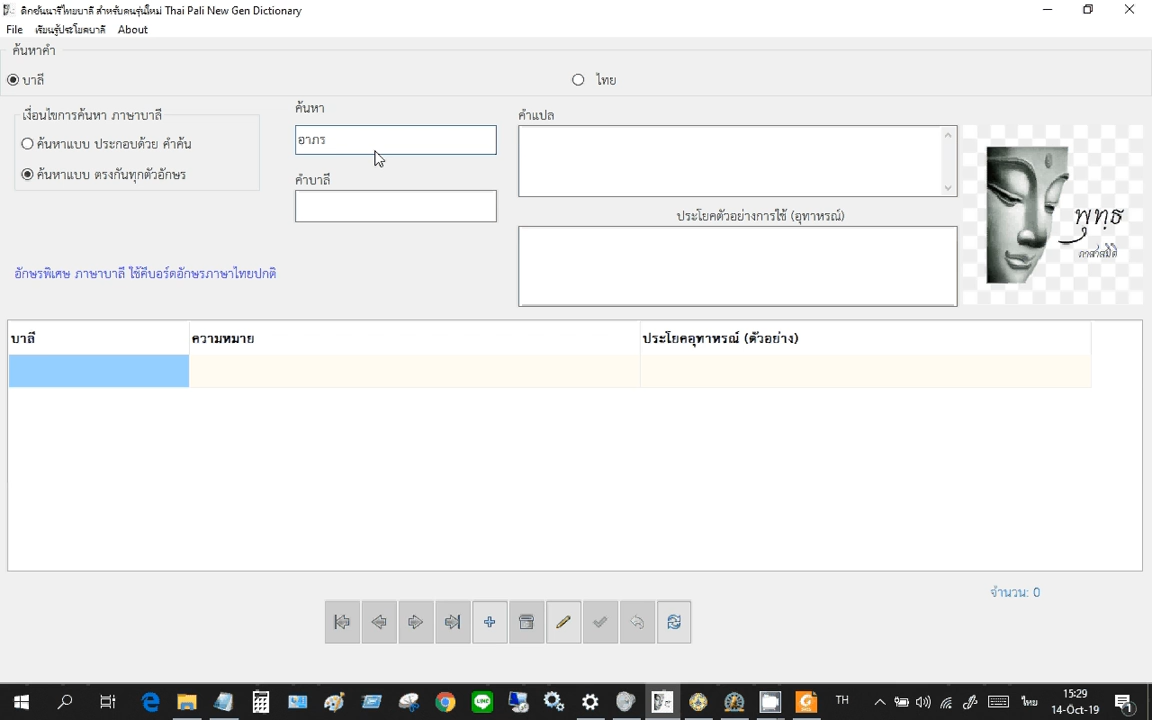 ดิกชันนารีไทยบาลี สำหรับคนรุ่นใหม่ Thai Pali New Gen Dictionary
File เรียนรู้ประโยคบาลี About
ค้นหาคำ
บาลี
ไทย
เงื่อนไขการค้นหา ภาษาบาลี
ค้นหาแบบ ประกอบด้วย คำค้น
ค้นหาแบบ ตรงกันทุกตัวอักษร
ค้นหา
อาภร
คำบาลี
คำแปล
ประโยคตัวอย่างการใช้ (อุทาหรณ์)
พุทธ
ภาสาสมิติ
อักษรพิเศษ ภาษาบาลี ใช้คีบอร์ดอักษรภาษาไทยปกติ
บาลี ความหมาย ประโยคอุทาหรณ์ (ตัวอย่าง)
จำนวน: 0
TH
ไทย
15:29
14-Oct-19
1